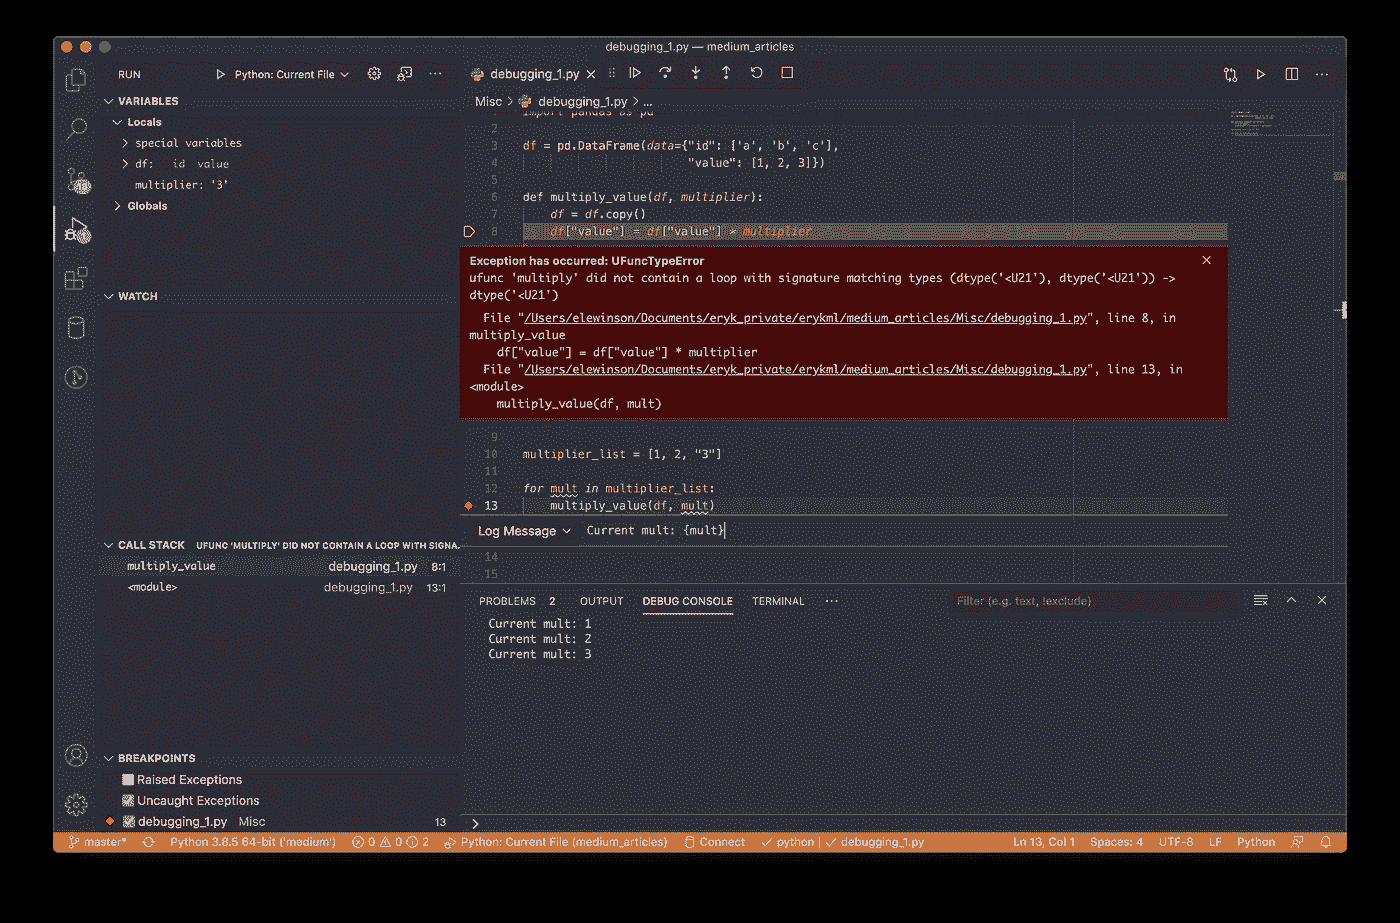 debugging_1.py — medium_articles
RUN
Python: Current File
VARIABLES
Locals
special variables
df: id value
multiplier: '3'
Globals
WATCH
CALL STACK UFUNC 'MULTIPLY' DID NOT CONTAIN A LOOP WITH SIGNA...
multiply_value debugging_1.py 8:1
<module> debugging_1.py 13:1
BREAKPOINTS
Raised Exceptions
Uncaught Exceptions
debugging_1.py Misc 13
debugging_1.py
Misc > debugging_1.py > ...
import pandas as pd
2
3 df = pd.DataFrame(data={"id": ['a', 'b', 'c'],
4 "value": [1, 2, 3]})
5
6 def multiply_value(df, multiplier):
7 df = df.copy()
8 df["value"] = df["value"] * multiplier
Exception has occurred: UFuncTypeError
ufunc 'multiply' did not contain a loop with signature matching types (dtype('<U21'), dtype('<U21')) ->
dtype('<U21')
File "/Users/elewinson/Documents/eryk_private/erykml/medium_articles/Misc/debugging_1.py", line 8, in
multiply_value
df["value"] = df["value"] * multiplier
File "/Users/elewinson/Documents/eryk_private/erykml/medium_articles/Misc/debugging_1.py", line 13, in
<module>
multiply_value(df, mult)
9
10 multiplier_list = [1, 2, "3"]
11
12 for mult in multiplier_list:
13 multiply_value(df, mult)
Log Message Current mult: {mult}
14
15
PROBLEMS 2 OUTPUT DEBUG CONSOLE TERMINAL ... Filter (e.g. text, !exclude)
Current mult: 1
Current mult: 2
Current mult: 3
master* Python 3.8.5 64-bit ('medium') 0 0 2 Python: Current File (medium_articles) Connect python | debugging_1.py Ln 13, Col 1 Spaces: 4 UTF-8 LF Python